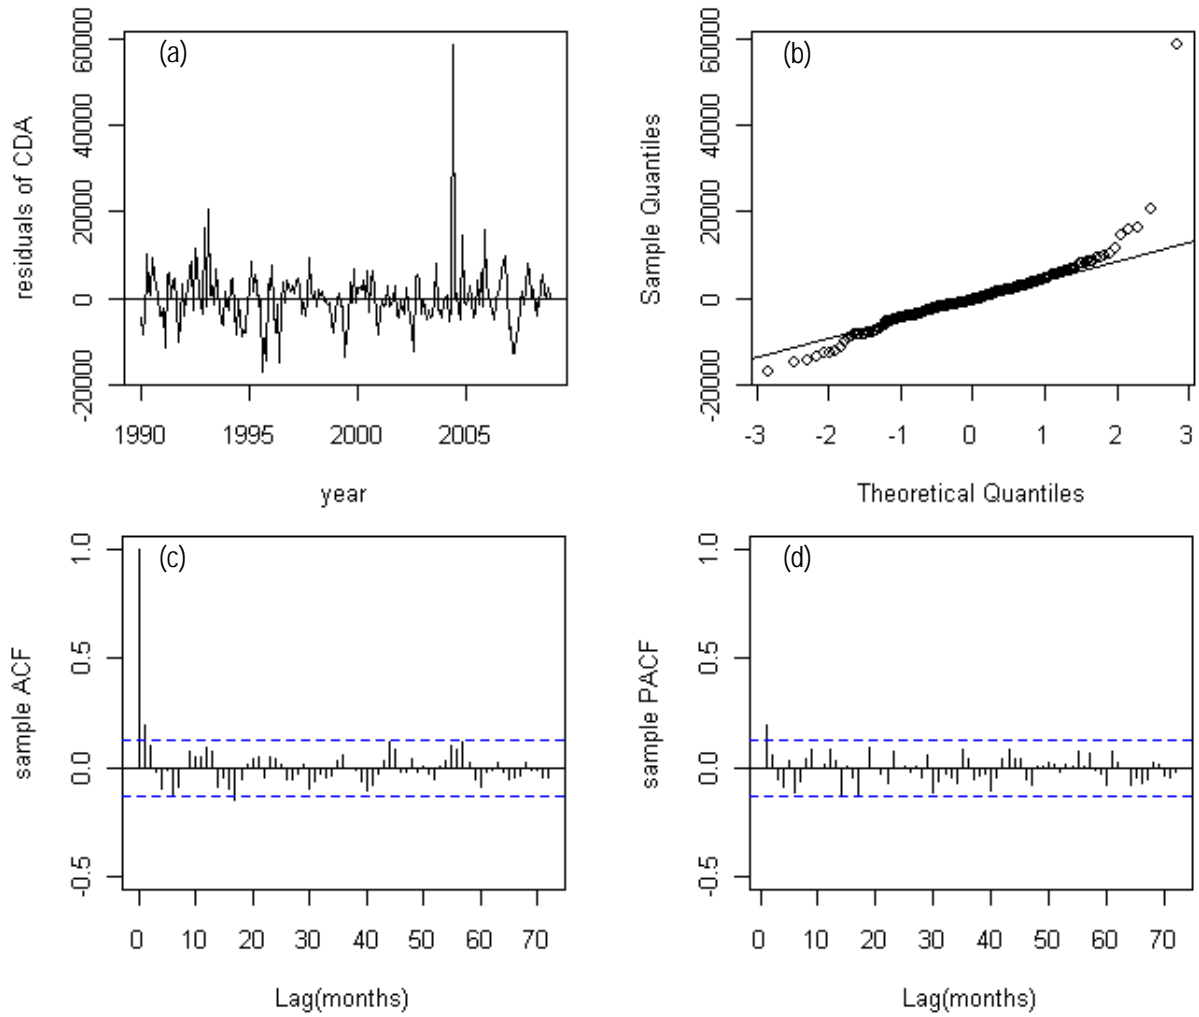 (a)
residuals of CDA
60000
40000
20000
0
-20000
1990 1995 2000 2005
year
(b)
Sample Quantiles
60000
40000
20000
0
-20000
-3 -2 -1 0 1 2 3
Theoretical Quantiles
(c)
sample ACF
1.0
0.5
0.0
-0.5
0 10 20 30 40 50 60 70
Lag(months)
(d)
sample PACF
1.0
0.5
0.0
-0.5
0 10 20 30 40 50 60 70
Lag(months)